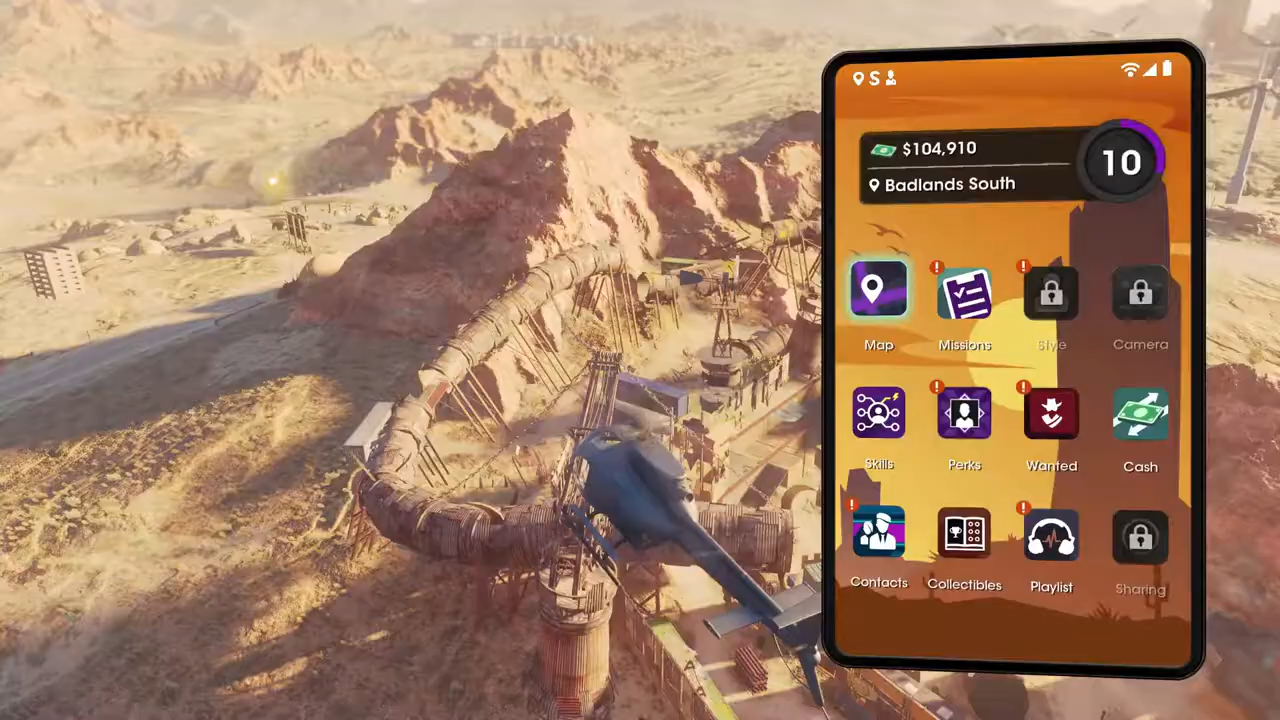 $104,910
10
Badlands South
Map
Missions
Style
Camera
Skills
Perks
Wanted
Cash
Contacts
Collectibles
Playlist
Sharing